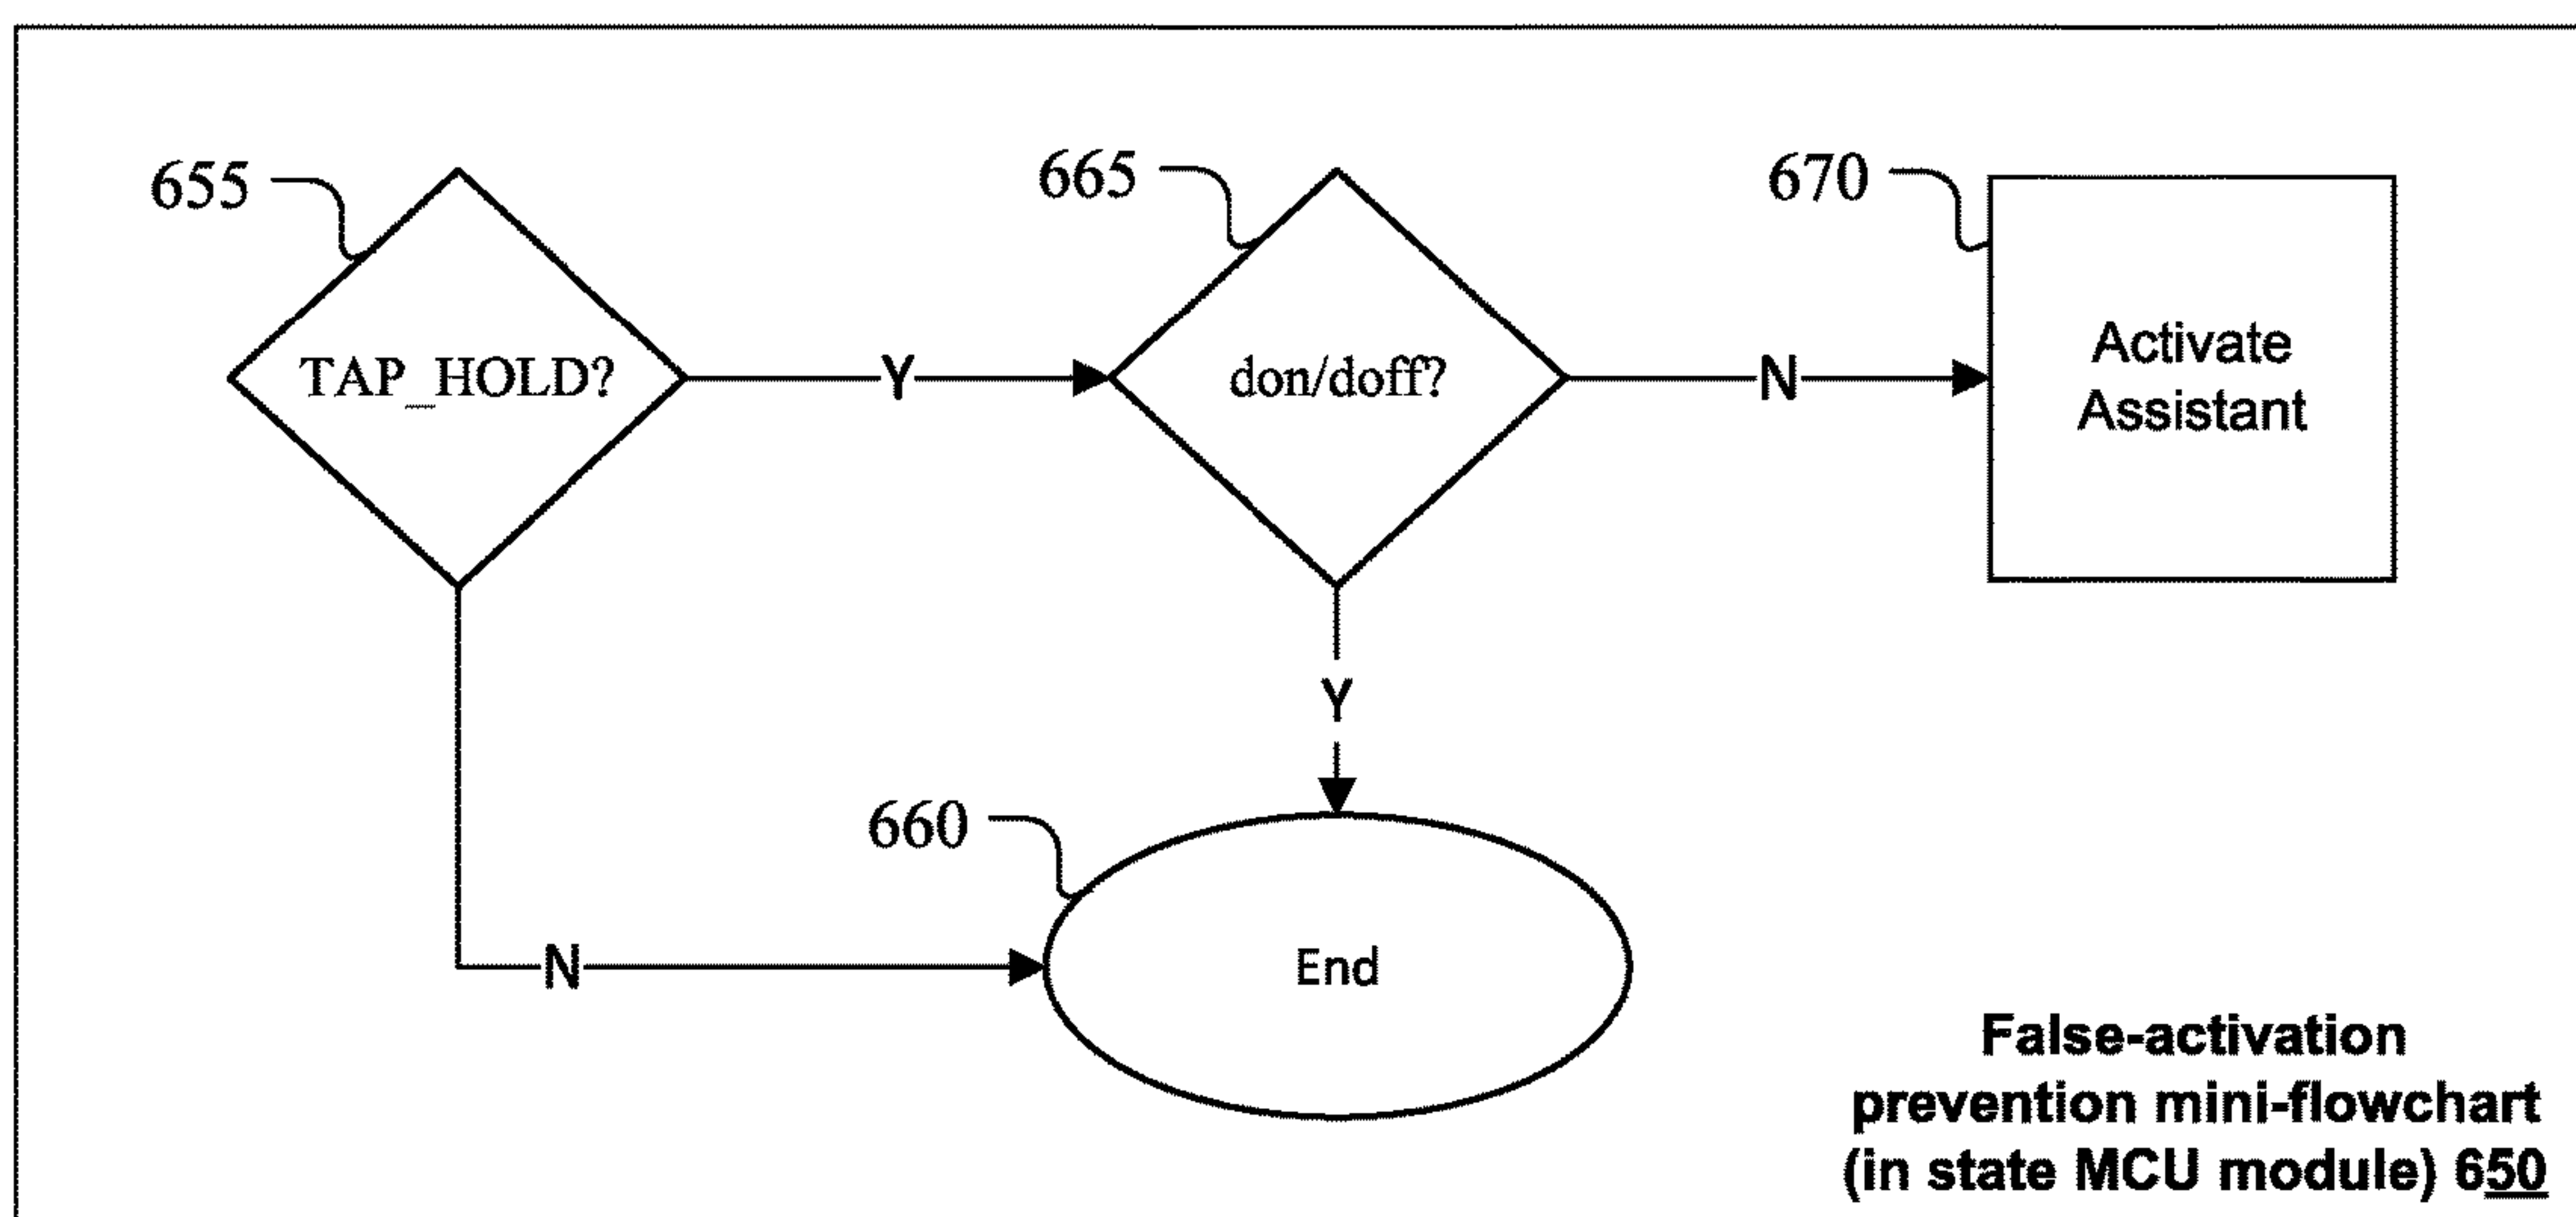 655
665
670
TAP_HOLD?
Y
don/doff?
N
Activate
Assistant
Y
660
N
End
False-activation
prevention mini-flowchart
(in state MCU module) 650